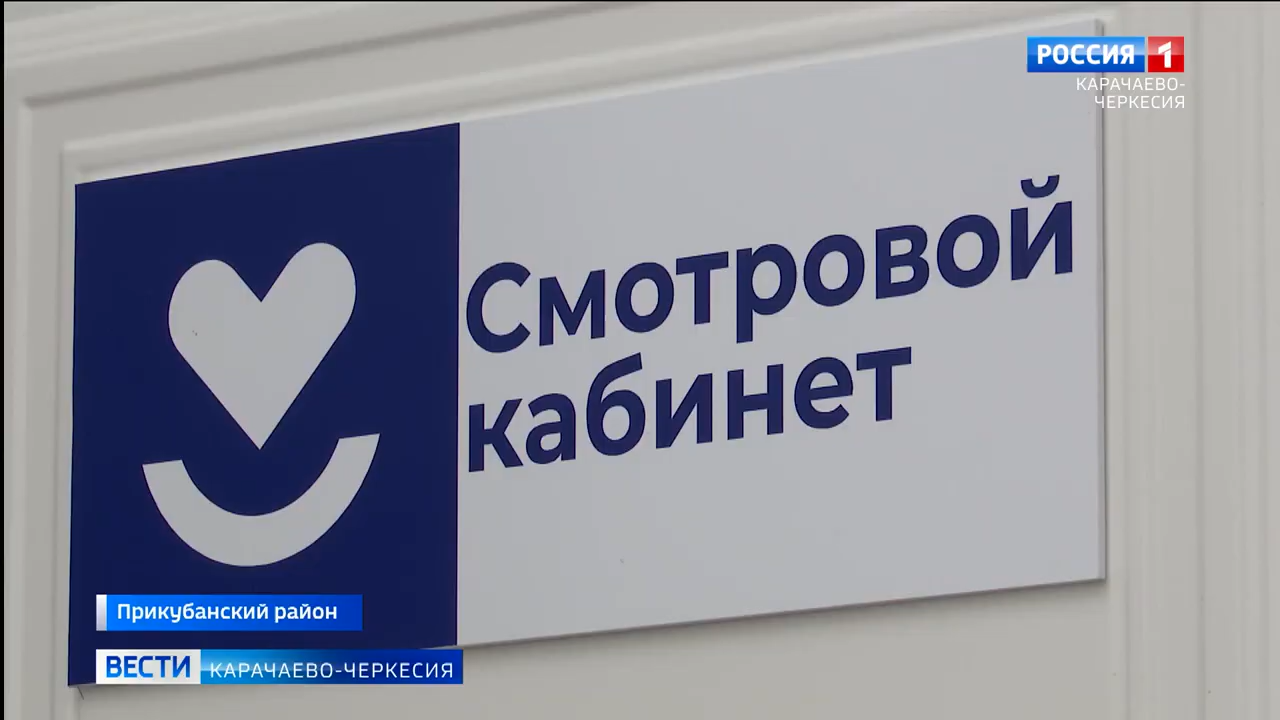 РОССИЯ 1
КАРАЧАЕВО-
ЧЕРКЕСИЯ
Смотровой
кабинет
Прикубанский район
ВЕСТИ КАРАЧАЕВО-ЧЕРКЕСИЯ